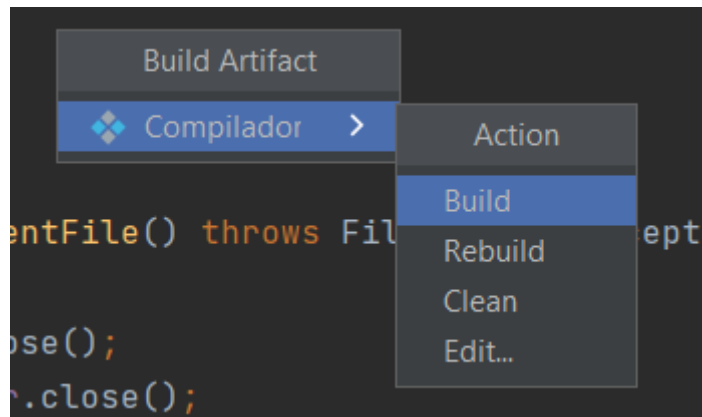 Build Artifact
Compilador
Action
Build
Rebuild
Clean
Edit...
entFile() throws Fil ept
ose();
r.close();